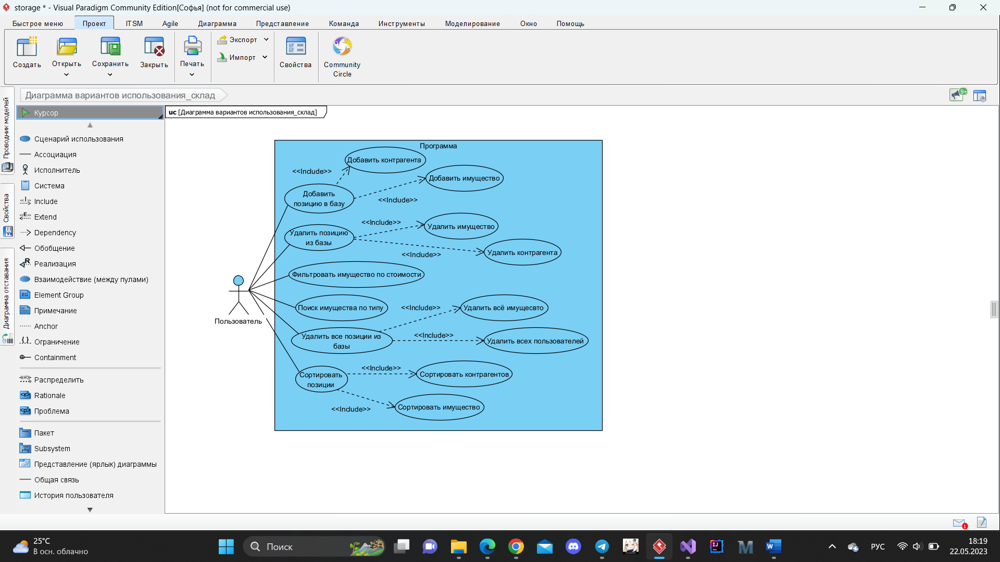 storage * - Visual Paradigm Community Edition[Софья] (not for commercial use)
Быстрое меню Проект ITSM Agile Диаграмма Представление Команда Инструменты Моделирование Окно Помощь
Создать Открыть Сохранить Закрыть Печать Экспорт Импорт Свойства Community Circle
Диаграмма вариантов использования_склад
9+
Проводник моделей
Свойства
Диаграмма отставания
Курсор
Сценарий использования
Ассоциация
Исполнитель
Система
Include
Extend
Dependency
Обобщение
Реализация
Взаимодействие (между пулами)
Element Group
Примечание
Anchor
Ограничение
Containment
Распределить
Rationale
Проблема
Пакет
Subsystem
Представление (ярлык) диаграммы
Общая связь
История пользователя
uc [Диаграмма вариантов использования_склад]
Программа
Добавить контрагента
<<Include>>
Добавить имущество
Добавить
позицию в базу
<<Include>>
<<Include>>
Удалить имущество
Удалить позицию
из базы
<<Include>>
Удалить контрагента
Фильтровать имущество по стоимости
Поиск имущества по типу
<<Include>>
Удалить всё имущесвто
Пользователь
Удалить все позиции из
базы
<<Include>>
Удалить всех пользователей
Сортировать
позиции
<<Include>>
Сортировать контрагентов
<<Include>>
Сортировать имущество
1
25°C
В осн. облачно
Поиск
РУС
18:19
22.05.2023